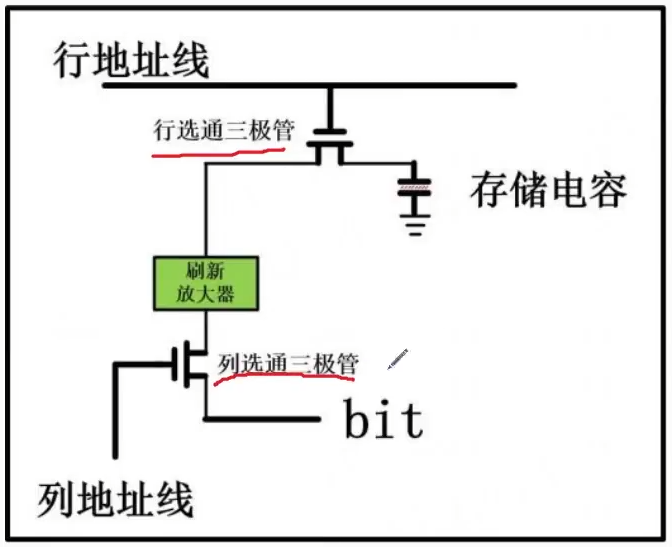 行地址线
行选通三极管
存储电容
刷新
放大器
列选通三极管
bit
列地址线